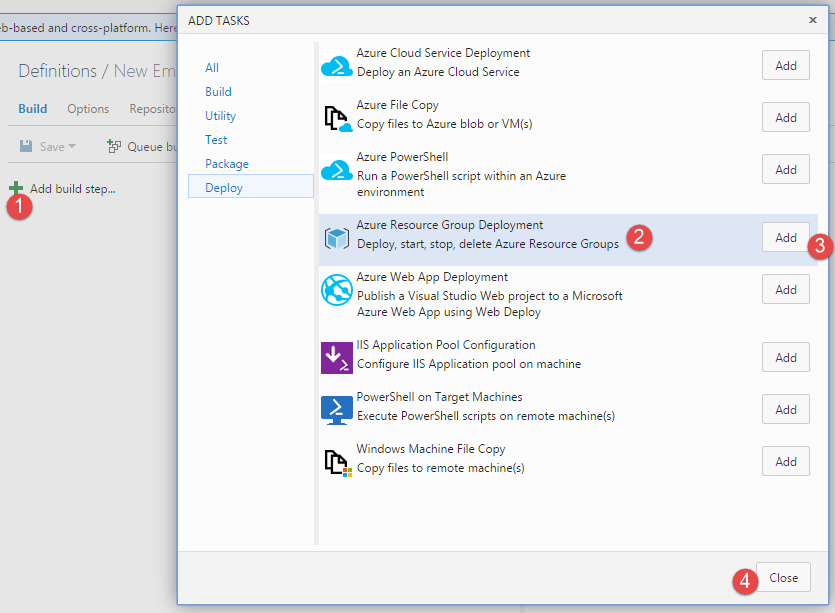 eb-based and cross-platform. Here
Definitions / New Em
Build Options Reposito
Save Queue bu
Add build step...
1
ADD TASKS
×
All
Build
Utility
Test
Package
Deploy
Azure Cloud Service Deployment
Deploy an Azure Cloud Service
Add
Azure File Copy
Copy files to Azure blob or VM(s)
Add
Azure PowerShell
Run a PowerShell script within an Azure
environment
Add
Azure Resource Group Deployment
Deploy, start, stop, delete Azure Resource Groups
2
Add
3
Azure Web App Deployment
Publish a Visual Studio Web project to a Microsoft
Azure Web App using Web Deploy
Add
IIS Application Pool Configuration
Configure IIS Application pool on machine
Add
PowerShell on Target Machines
Execute PowerShell scripts on remote machine(s)
Add
Windows Machine File Copy
Copy files to remote machine(s)
Add
4
Close